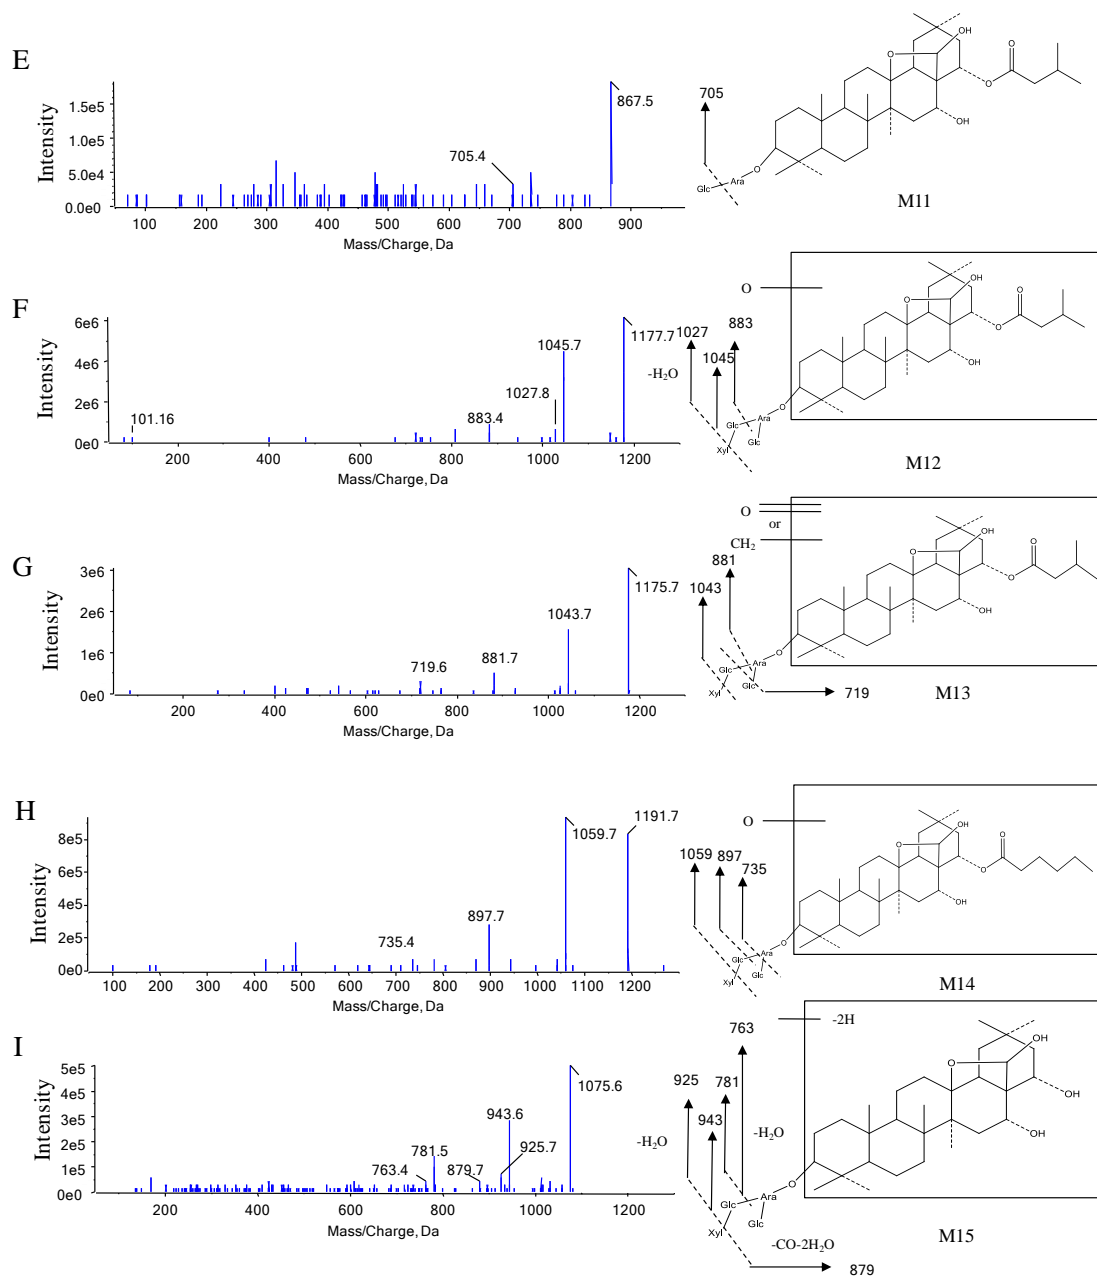 E
Intensity
1.5e5
1.0e5
5.0e4
0.0e0
705.4
867.5
100 200 300 400 500 600 700 800 900
Mass/Charge, Da
705
Glc Ara O
O OH
O O
OH
M11
F
Intensity
6e6
4e6
2e6
0e0
101.16
883.4
1027.8
1045.7
1177.7
200 400 600 800 1000 1200
Mass/Charge, Da
O
1027 1045 883
-H₂O
Xyl Glc Ara O
Glc
O OH
O O
OH
M12
G
Intensity
3e6
2e6
1e6
0e0
719.6
881.7
1043.7
1175.7
200 400 600 800 1000 1200
Mass/Charge, Da
O
or
CH₂
1043 881
Xyl Glc Ara O
Glc
719
O OH
O O
OH
M13
H
Intensity
8e5
6e5
4e5
2e5
0e0
735.4
897.7
1059.7
1191.7
100 200 300 400 500 600 700 800 900 1000 1100 1200
Mass/Charge, Da
O
1059 897 735
Xyl Glc Ara O
Glc
O OH
O O
OH
M14
I
Intensity
5e5
4e5
3e5
2e5
1e5
0e0
763.4
781.5
879.7
943.6
925.7
1075.6
200 400 600 800 1000 1200
Mass/Charge, Da
-2H
925 943 781 763
-H₂O
-H₂O
Xyl Glc Ara O
Glc
-CO-2H₂O
879
O OH
OH
OH
M15